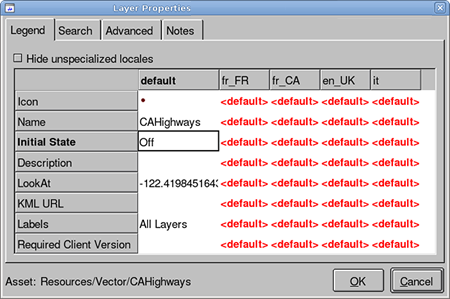 Layer Properties
Legend Search Advanced Notes
Hide unspecialized locales
default fr_FR fr_CA en_UK it
Icon <default> <default> <default> <default>
Name CAHighways <default> <default> <default> <default>
Initial State Off <default> <default> <default> <default>
Description <default> <default> <default> <default>
LookAt -122.41984516 <default> <default> <default> <default>
KML URL <default> <default> <default> <default>
Labels All Layers <default> <default> <default> <default>
Required Client Version <default> <default> <default> <default>
Asset: Resources/Vector/CAHighways OK Cancel